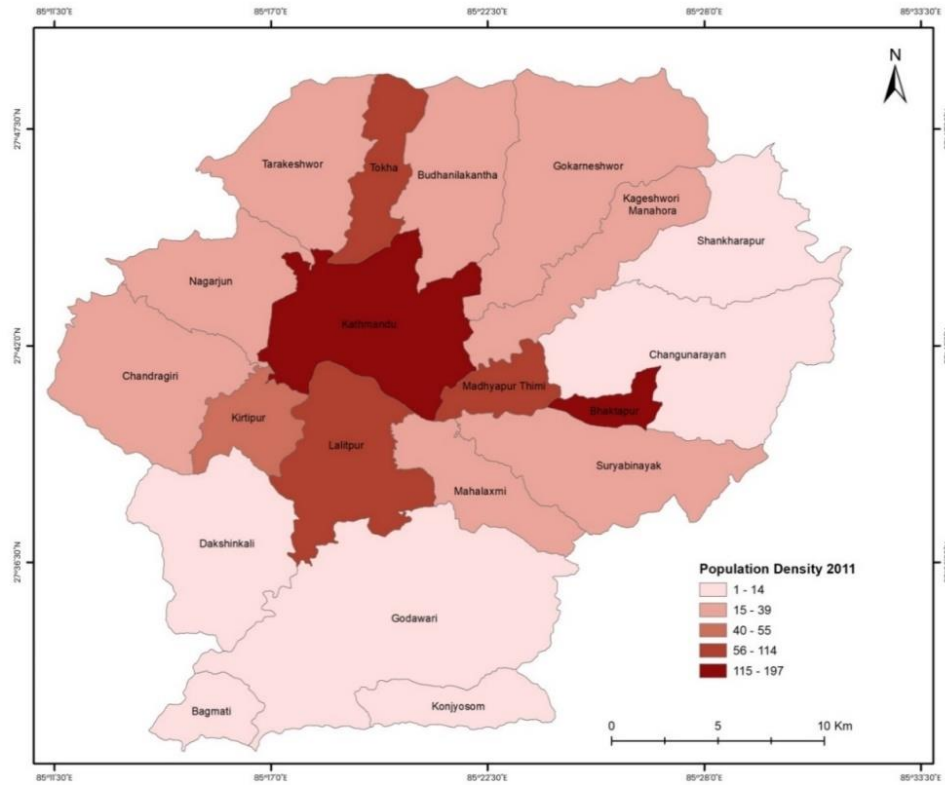 85°11'30"E 85°17'0"E 85°22'30"E 85°28'0"E 85°33'30"E
N
27°47'30"N
Tarakeshwor
Tokha
Budhanilakantha
Gokarneshwor
Kageshwori
Manahora
Shankharapur
Nagarjun
Kathmandu
27°42'0"N
Changunarayan
Chandragiri
Madhyapur Thimi
Kirtipur
Bhaktapur
Lalitpur
Suryabinayak
Mahalaxmi
Dakshinkali
27°36'30"N
Godawari
Bagmati
Konjyosom
Population Density 2011
1 - 14
15 - 39
40 - 55
56 - 114
115 - 197
0 5 10 Km
85°11'30"E 85°17'0"E 85°22'30"E 85°28'0"E 85°33'30"E